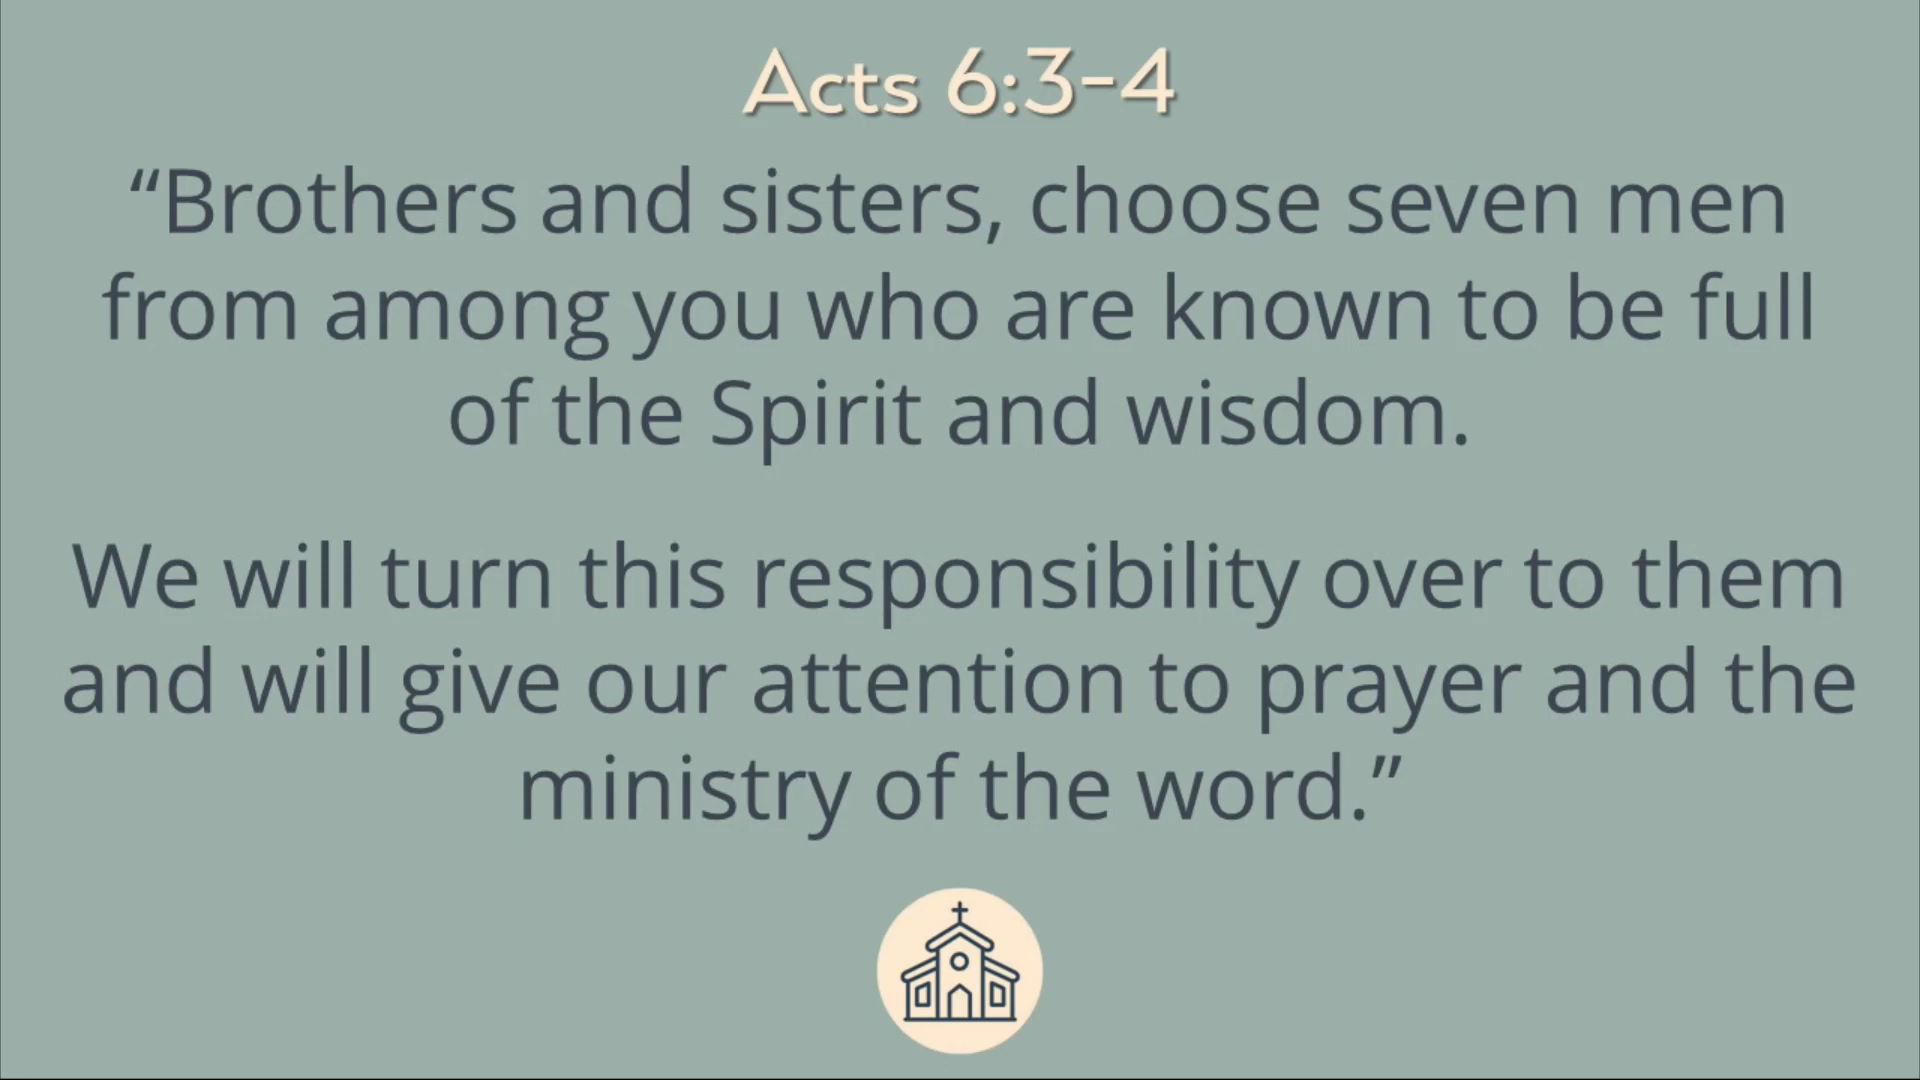 Acts 6:3-4
“Brothers and sisters, choose seven men
from among you who are known to be full
of the Spirit and wisdom.
We will turn this responsibility over to them
and will give our attention to prayer and the
ministry of the word.”